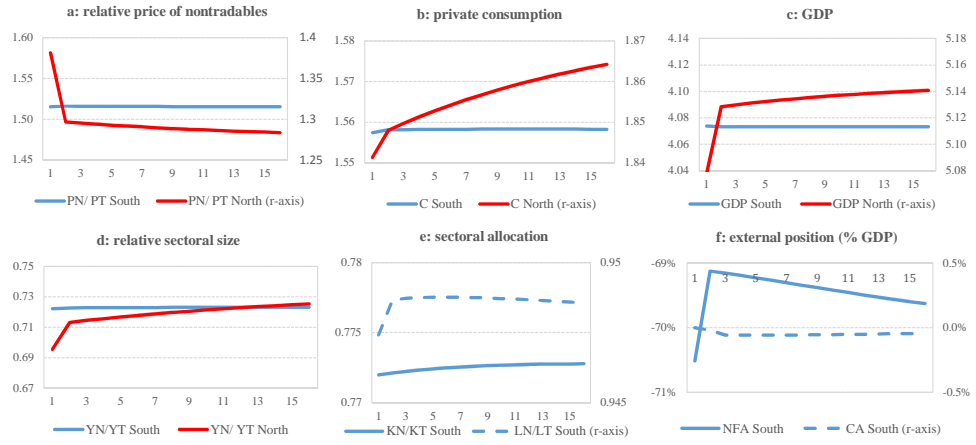 a: relative price of nontradables
1.60
1.55
1.50
1.45
1.4
1.35
1.3
1.25
1 3 5 7 9 11 13 15
PN/ PT South PN/ PT North (r-axis)
b: private consumption
1.58
1.57
1.56
1.55
1.87
1.86
1.85
1.84
1 3 5 7 9 11 13 15
C South C North (r-axis)
c: GDP
4.14
4.12
4.10
4.08
4.06
4.04
5.18
5.16
5.14
5.12
5.10
5.08
1 3 5 7 9 11 13 15
GDP South GDP North (r-axis)
d: relative sectoral size
0.75
0.73
0.71
0.69
0.67
1 3 5 7 9 11 13 15
YN/YT South YN/ YT North
e: sectoral allocation
0.78
0.775
0.77
0.95
0.945
1 3 5 7 9 11 13 15
KN/KT South LN/LT South (r-axis)
f: external position (% GDP)
-69%
-70%
-71%
0.5%
0.0%
-0.5%
1 3 5 7 9 11 13 15
NFA South CA South (r-axis)